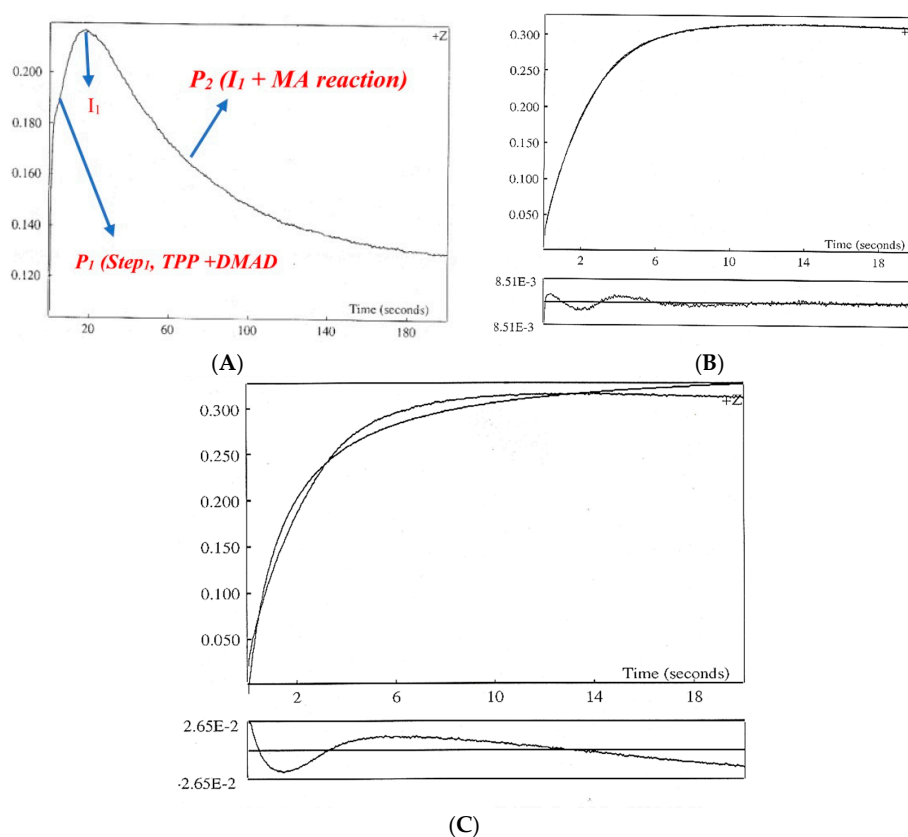 +Z
0.200
0.180
0.160
0.140
0.120
P₂ (I₁ + MA reaction)
I₁
P₁ (Step₁, TPP +DMAD
Time (seconds)
20
60
100
140
180
(A)
0.300
0.250
0.200
0.150
0.100
0.050
Time (seconds)
2
6
10
14
18
8.51E-3
8.51E-3
(B)
0.300
0.250
0.200
0.150
0.100
0.050
+Z
Time (seconds)
2
6
10
14
18
2.65E-2
-2.65E-2
(C)